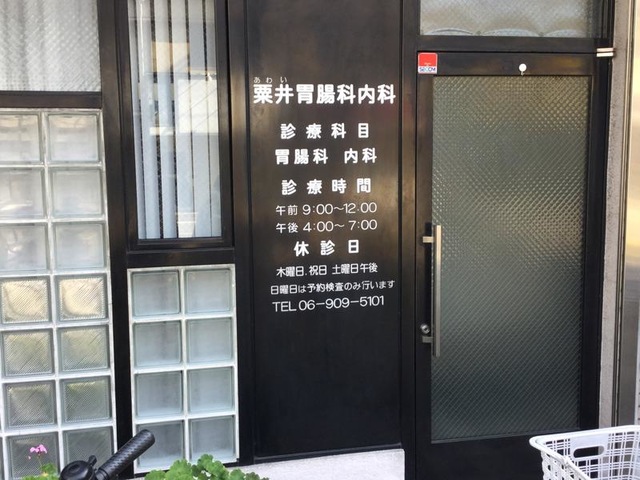 あわい
粟井胃腸科内科
診療科目
胃腸科 内科
診療時間
午前 9:00～12:00
午後 4:00～7:00
休診日
木曜日.祝日 土曜日午後
日曜日は予約検査のみ行います
TEL 06-909-5101
SECOM